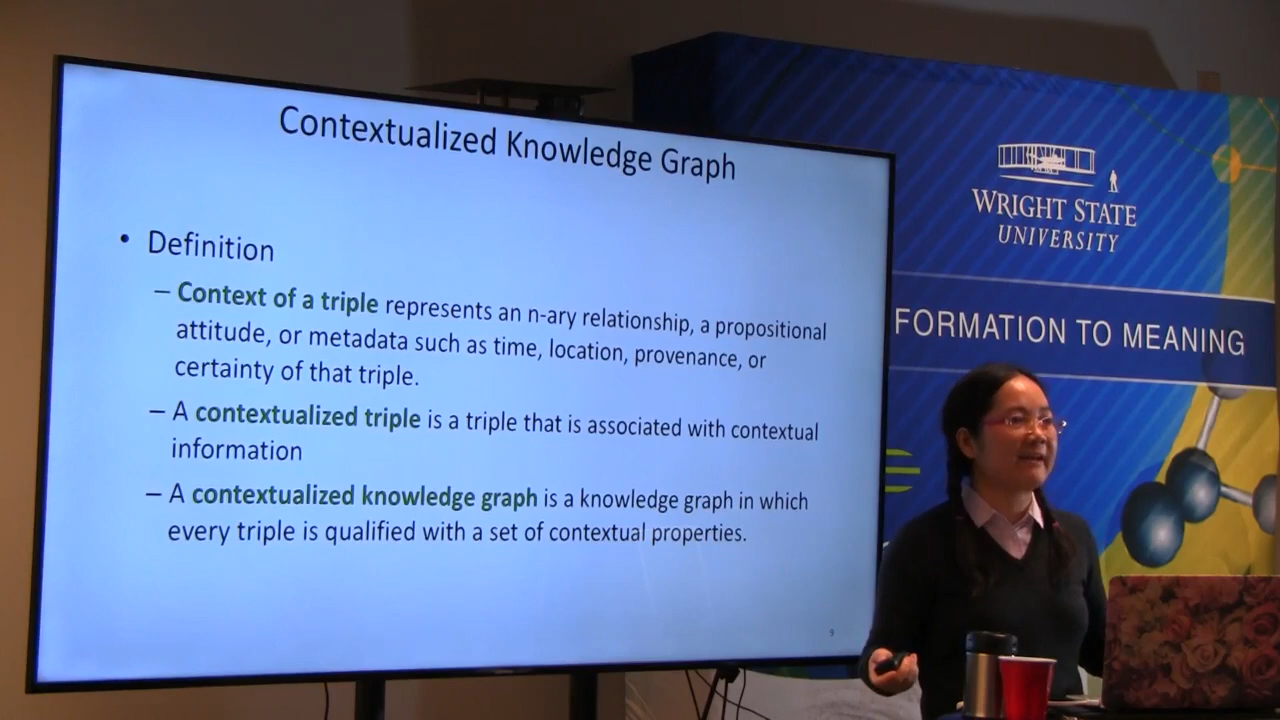 Contextualized Knowledge Graph
• Definition
– Context of a triple represents an n-ary relationship, a propositional
attitude, or metadata such as time, location, provenance, or
certainty of that triple.
– A contextualized triple is a triple that is associated with contextual
information
– A contextualized knowledge graph is a knowledge graph in which
every triple is qualified with a set of contextual properties.
9
WRIGHT STATE
UNIVERSITY
FORMATION TO MEANING